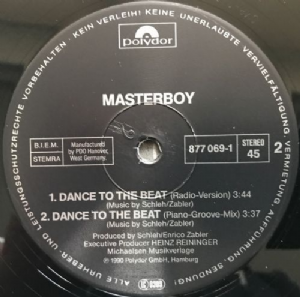 KEIN VERLEIH! KEINE UNERLAUBTE VERVIELFÄLTIGUNG, VERMIETUNG, AUFFÜHRUNG, SENDUNG!
ALLE URHEBER- UND LEISTUNGSSCHUTZRECHTE VORBEHALTEN
polydor
MASTERBOY
B.I.E.M.
STEMRA
Manufactured
by PDO Hanover,
West Germany.
877 069-1
STEREO
45
2
1. DANCE TO THE BEAT (Radio-Version) 3:44
(Music by Schleh/Zabler)
2. DANCE TO THE BEAT (Piano-Groove-Mix) 3:37
(Music by Schleh/Zabler)
Produced by Schleh/Enrico Zabler
Executive Producer HEINZ REININGER
Michaelsen Musikverlage
℗ 1990 Polydor GmbH, Hamburg